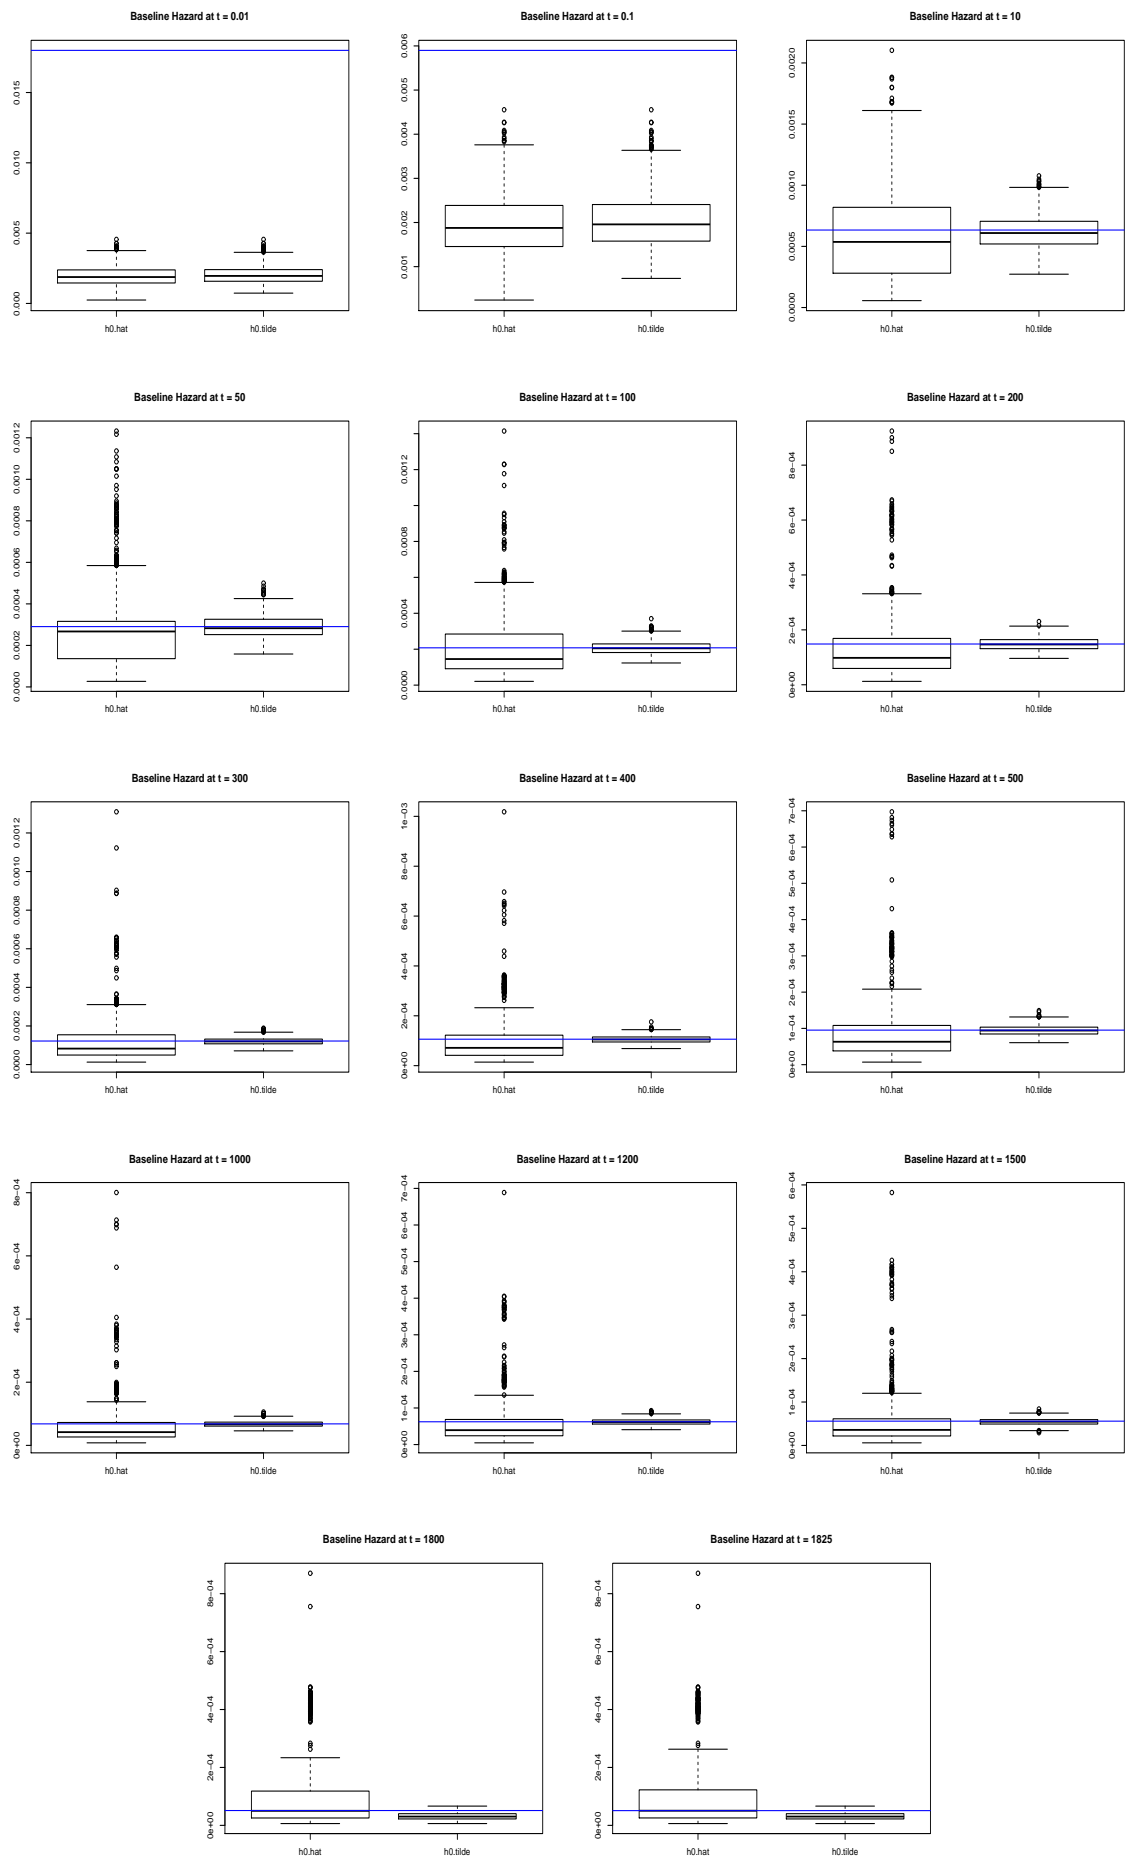 Baseline Hazard at t = 0.01
0.015
0.010
0.005
0.000
h0.hat h0.tilde
Baseline Hazard at t = 0.1
0.006
0.005
0.004
0.003
0.002
0.001
h0.hat h0.tilde
Baseline Hazard at t = 10
0.0020
0.0015
0.0010
0.0005
0.0000
h0.hat h0.tilde
Baseline Hazard at t = 50
0.0012
0.0010
0.0008
0.0006
0.0004
0.0002
0.0000
h0.hat h0.tilde
Baseline Hazard at t = 100
0.0012
0.0008
0.0004
0.0000
h0.hat h0.tilde
Baseline Hazard at t = 200
8e−04
6e−04
4e−04
2e−04
0e+00
h0.hat h0.tilde
Baseline Hazard at t = 300
0.0012
0.0010
0.0008
0.0006
0.0004
0.0002
0.0000
h0.hat h0.tilde
Baseline Hazard at t = 400
1e−03
8e−04
6e−04
4e−04
2e−04
0e+00
h0.hat h0.tilde
Baseline Hazard at t = 500
7e−04
6e−04
5e−04
4e−04
3e−04
2e−04
1e−04
0e+00
h0.hat h0.tilde
Baseline Hazard at t = 1000
8e−04
6e−04
4e−04
2e−04
0e+00
h0.hat h0.tilde
Baseline Hazard at t = 1200
7e−04
6e−04
5e−04
4e−04
3e−04
2e−04
1e−04
0e+00
h0.hat h0.tilde
Baseline Hazard at t = 1500
6e−04
5e−04
4e−04
3e−04
2e−04
1e−04
0e+00
h0.hat h0.tilde
Baseline Hazard at t = 1800
8e−04
6e−04
4e−04
2e−04
0e+00
h0.hat h0.tilde
Baseline Hazard at t = 1825
8e−04
6e−04
4e−04
2e−04
0e+00
h0.hat h0.tilde